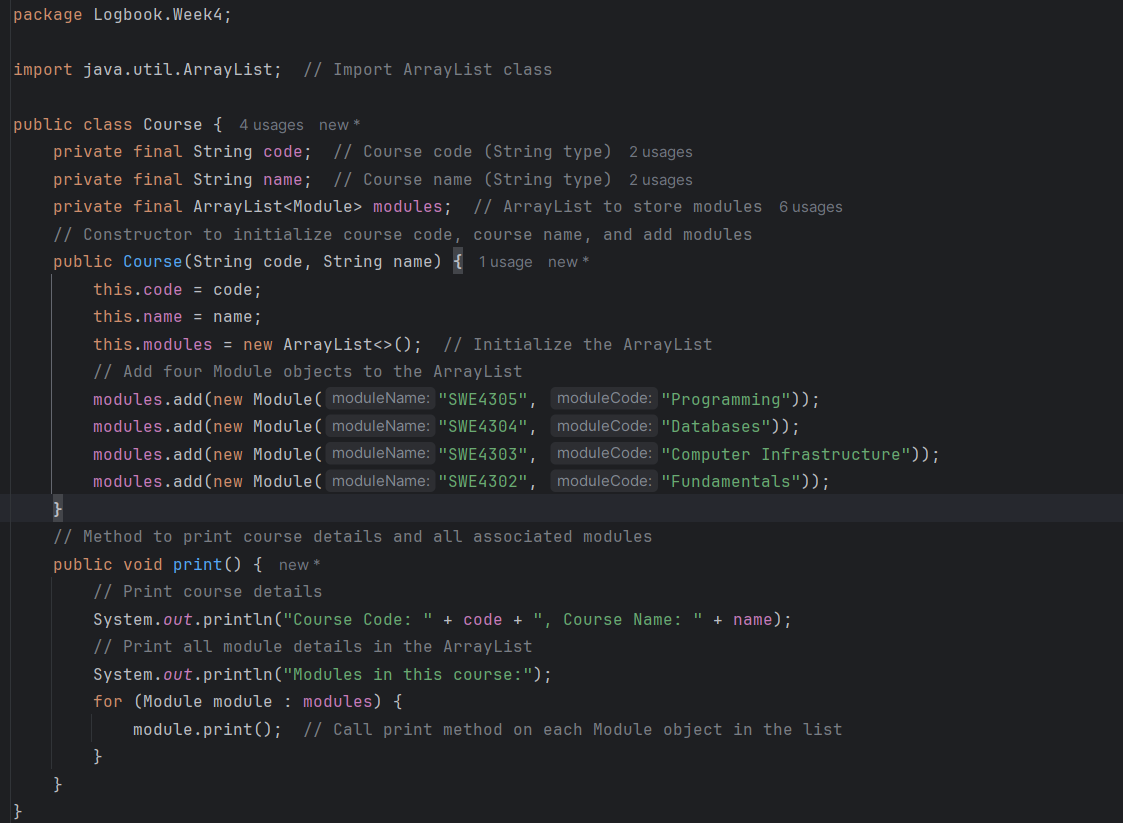 package Logbook.Week4;
import java.util.ArrayList;  // Import ArrayList class
public class Course {  4 usages  new *
    private final String code;  // Course code (String type)  2 usages
    private final String name;  // Course name (String type)  2 usages
    private final ArrayList<Module> modules;  // ArrayList to store modules  6 usages
    // Constructor to initialize course code, course name, and add modules
    public Course(String code, String name) {  1 usage  new *
        this.code = code;
        this.name = name;
        this.modules = new ArrayList<>();  // Initialize the ArrayList
        // Add four Module objects to the ArrayList
        modules.add(new Module( moduleName: "SWE4305",  moduleCode: "Programming"));
        modules.add(new Module( moduleName: "SWE4304",  moduleCode: "Databases"));
        modules.add(new Module( moduleName: "SWE4303",  moduleCode: "Computer Infrastructure"));
        modules.add(new Module( moduleName: "SWE4302",  moduleCode: "Fundamentals"));
    }
    // Method to print course details and all associated modules
    public void print() {  new *
        // Print course details
        System.out.println("Course Code: " + code + ", Course Name: " + name);
        // Print all module details in the ArrayList
        System.out.println("Modules in this course:");
        for (Module module : modules) {
            module.print();  // Call print method on each Module object in the list
        }
    }
}